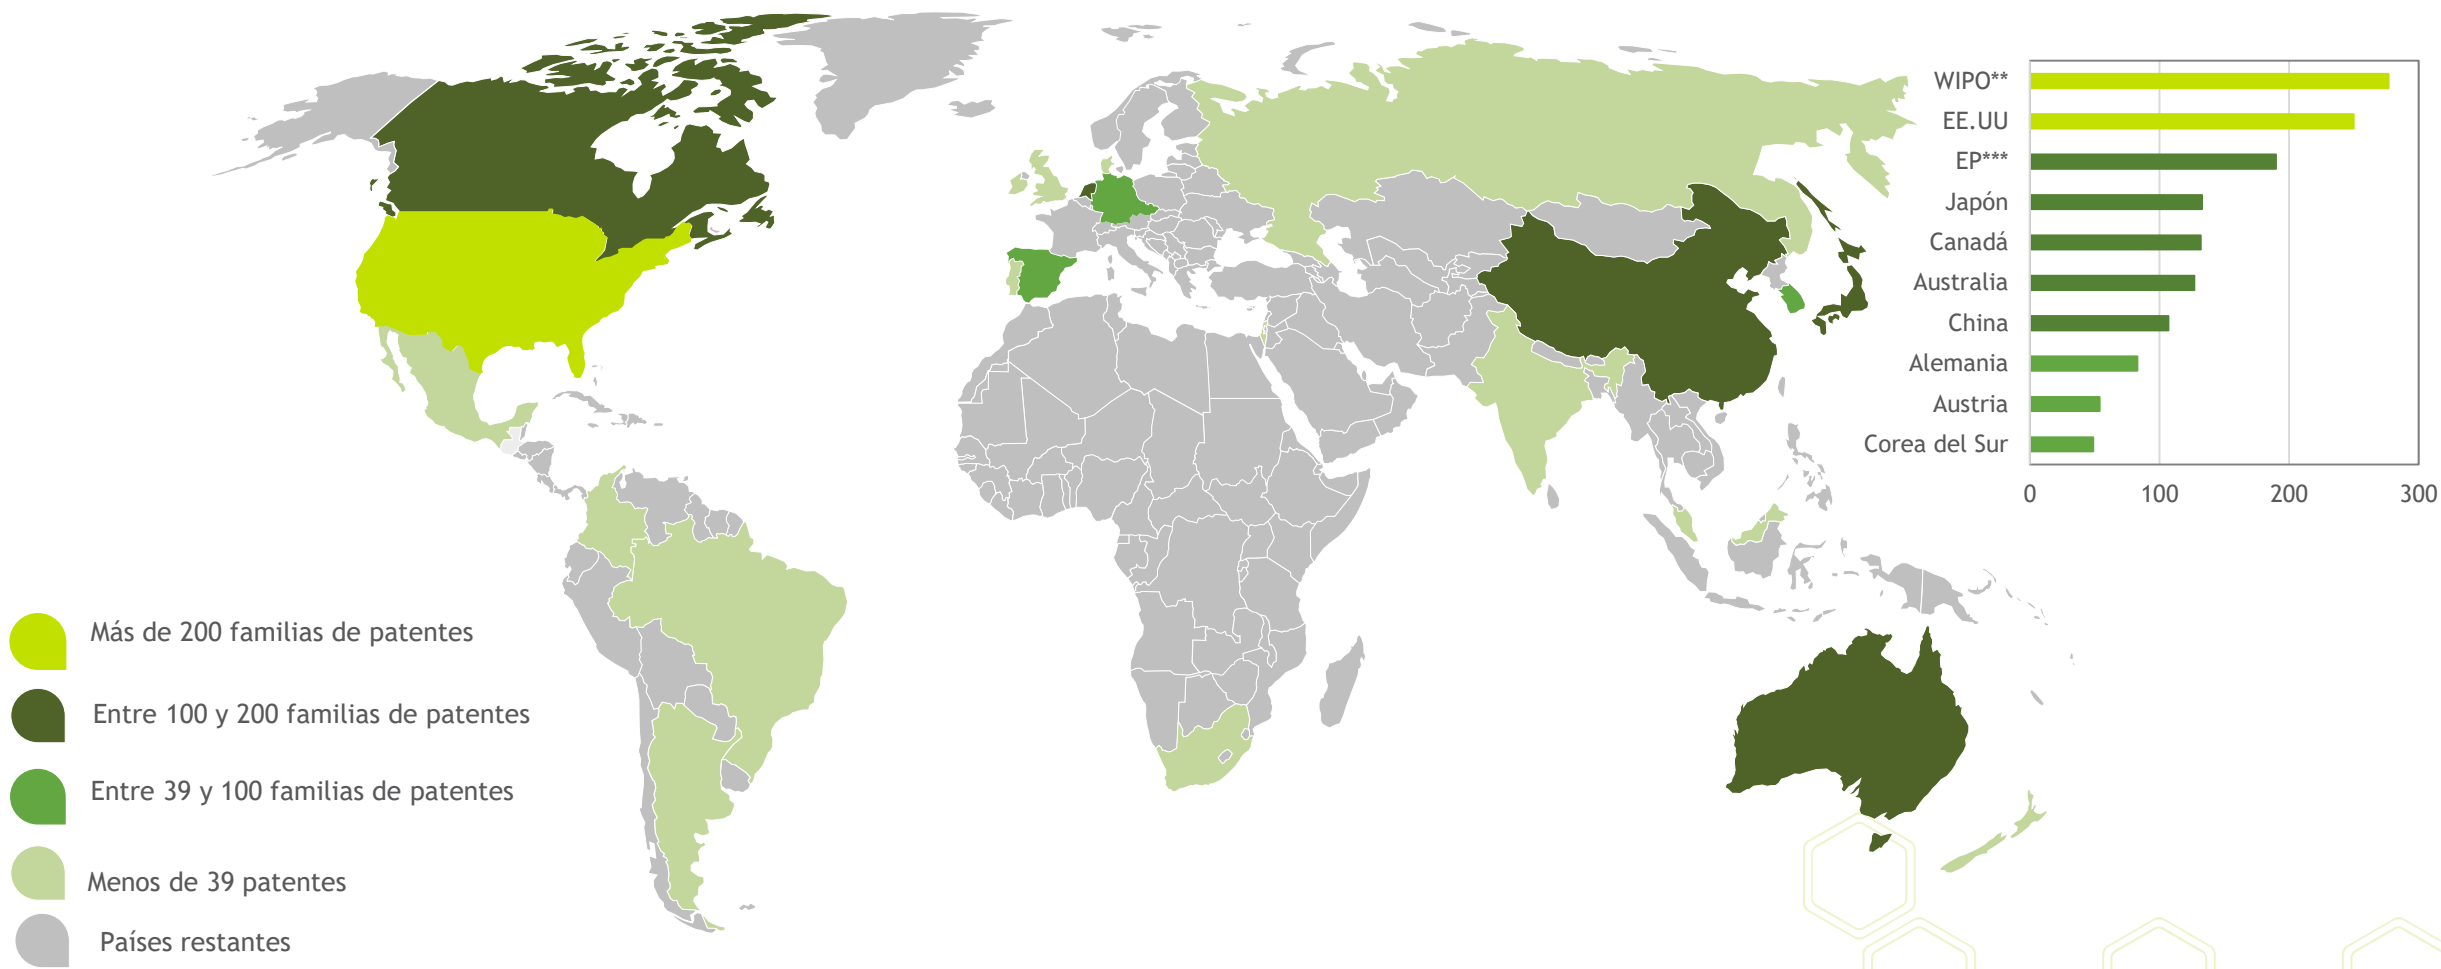 WIPO**
EE.UU
EP***
Japón
Canadá
Australia
China
Alemania
Austria
Corea del Sur
0 100 200 300
Más de 200 familias de patentes
Entre 100 y 200 familias de patentes
Entre 39 y 100 familias de patentes
Menos de 39 patentes
Países restantes